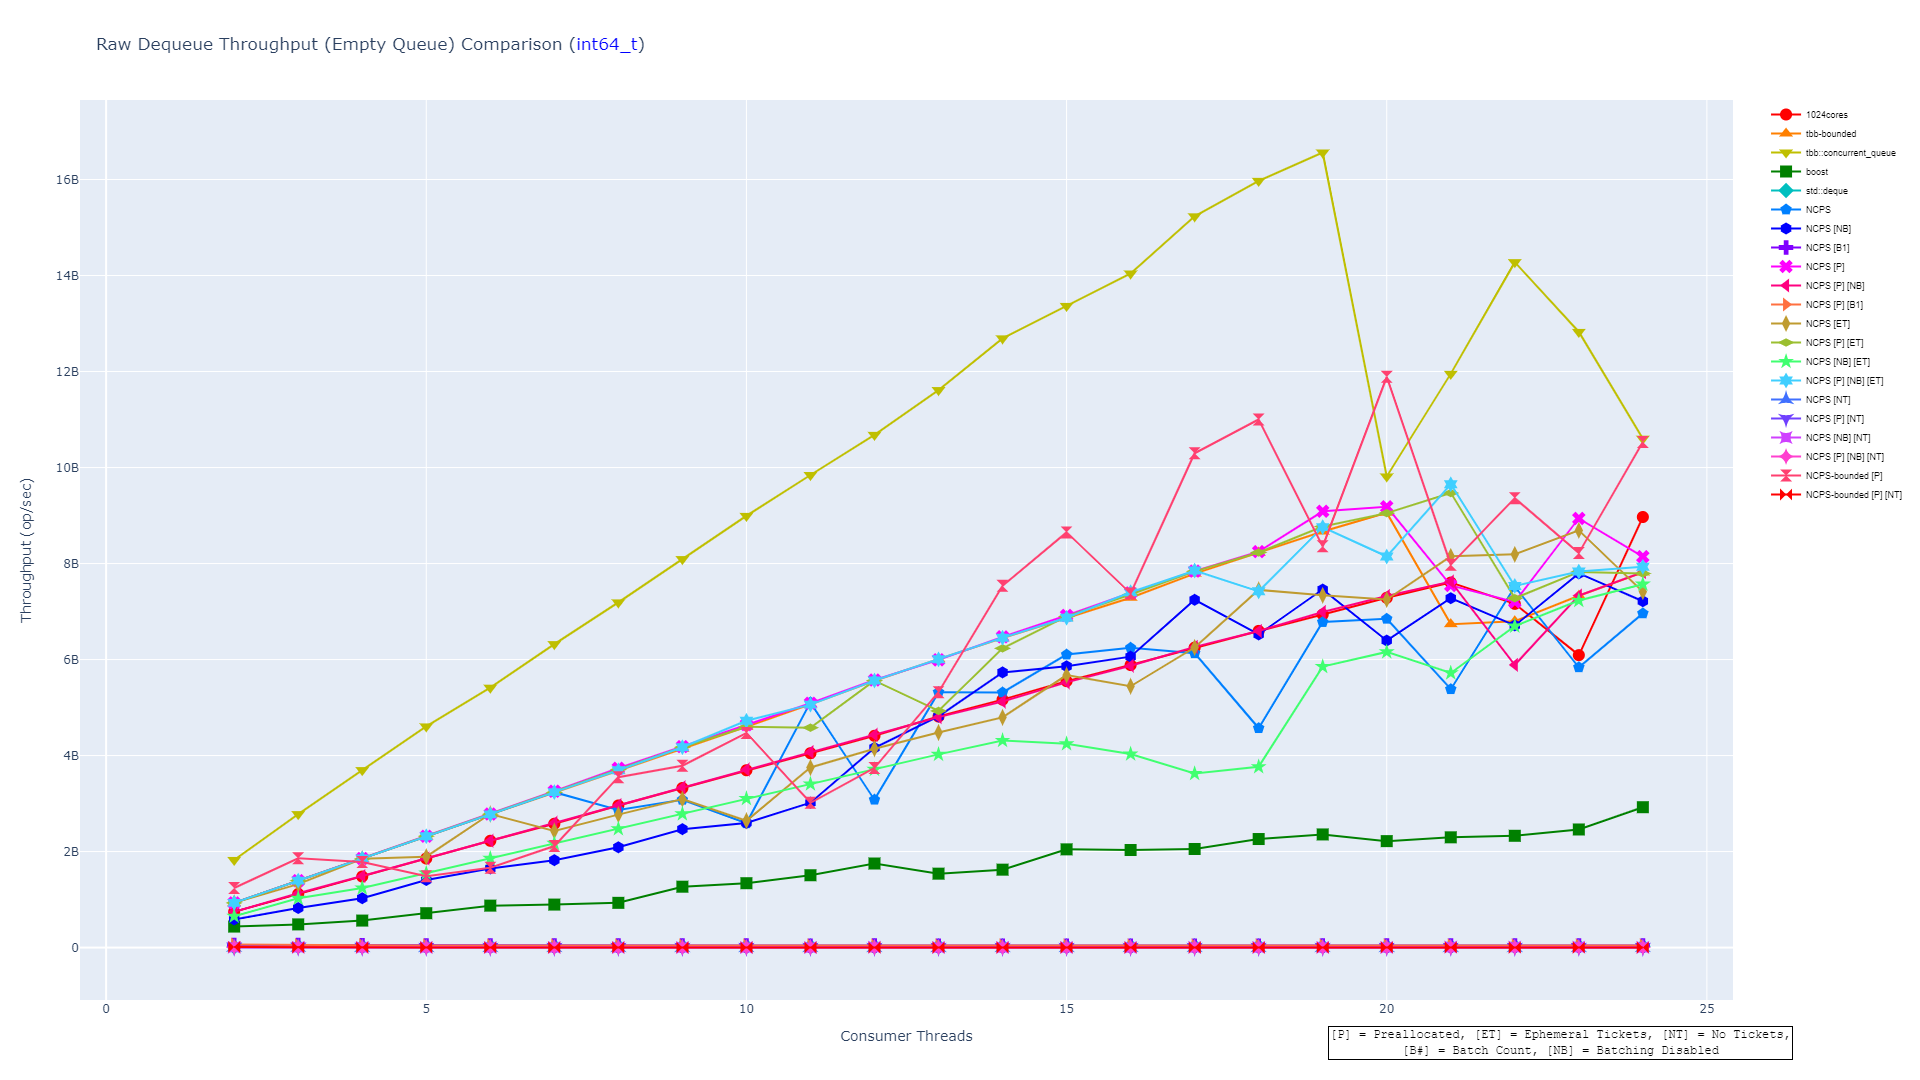 Raw Dequeue Throughput (Empty Queue) Comparison (int64_t)
Throughput (op/sec)
16B
14B
12B
10B
8B
6B
4B
2B
0
0
5
10
15
20
25
Consumer Threads
1024cores
tbb-bounded
tbb::concurrent_queue
boost
std::deque
NCPS
NCPS [NB]
NCPS [B1]
NCPS [P]
NCPS [P] [NB]
NCPS [P] [B1]
NCPS [ET]
NCPS [P] [ET]
NCPS [NB] [ET]
NCPS [P] [NB] [ET]
NCPS [NT]
NCPS [P] [NT]
NCPS [NB] [NT]
NCPS [P] [NB] [NT]
NCPS-bounded [P]
NCPS-bounded [P] [NT]
[P] = Preallocated, [ET] = Ephemeral Tickets, [NT] = No Tickets,
[B#] = Batch Count, [NB] = Batching Disabled